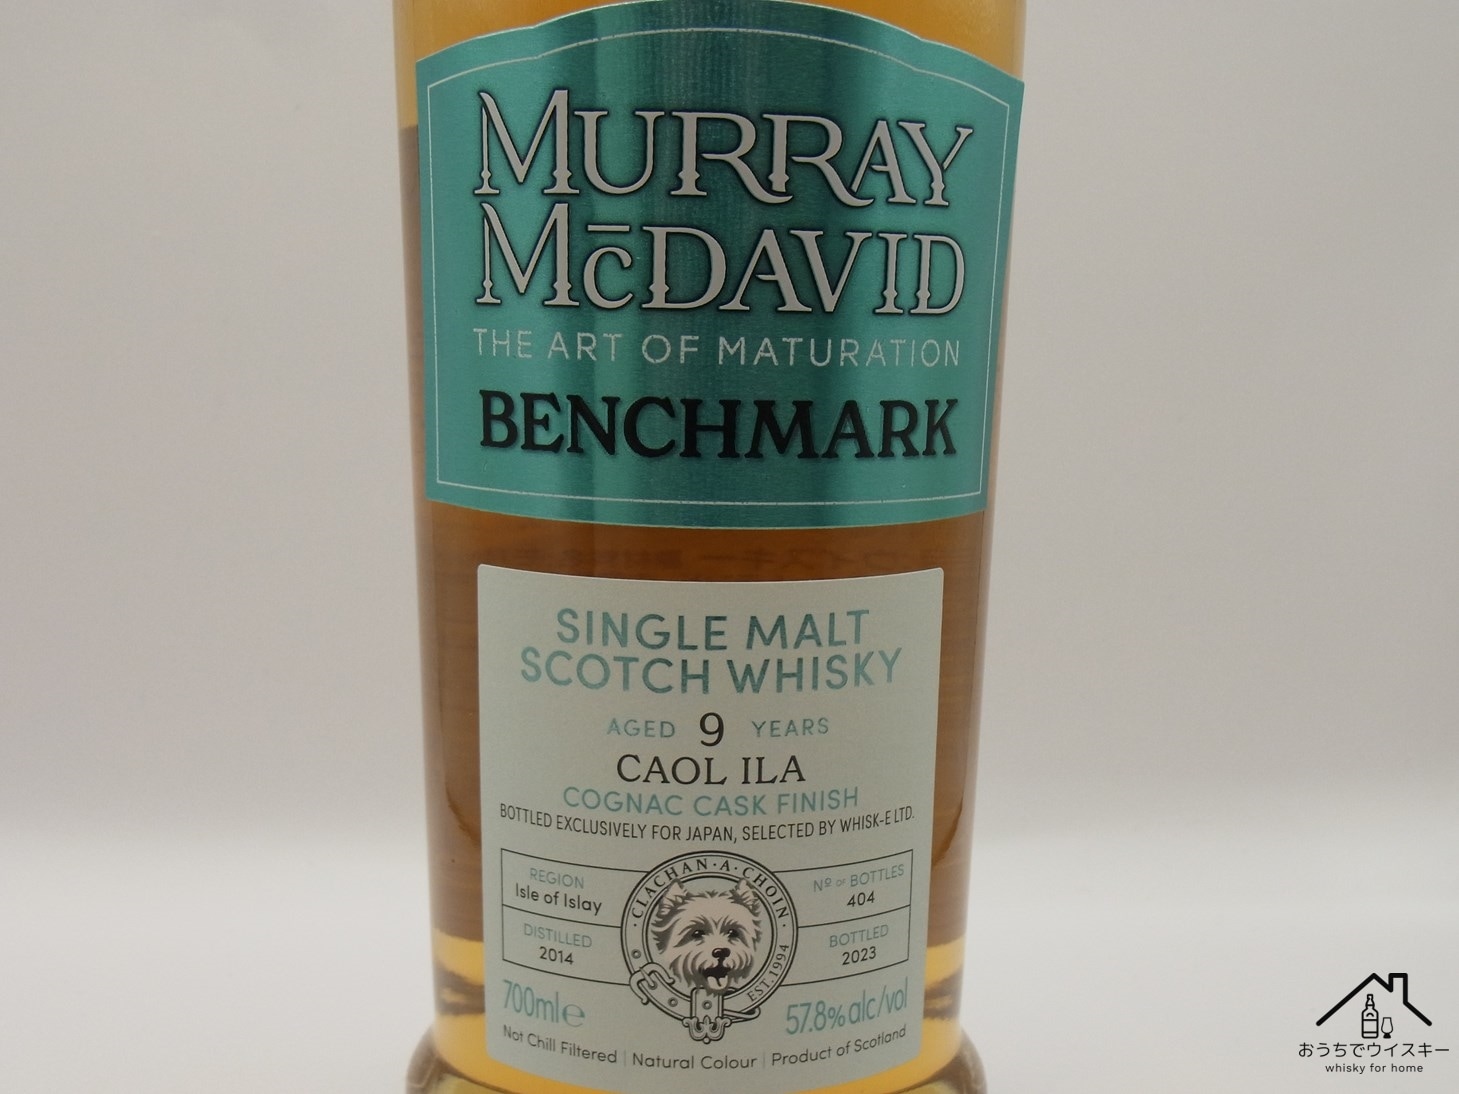 MURRAY
McDAVID
THE ART OF MATURATION
BENCHMARK
SINGLE MALT
SCOTCH WHISKY
AGED 9 YEARS
CAOL ILA
COGNAC CASK FINISH
BOTTLED EXCLUSIVELY FOR JAPAN, SELECTED BY WHISK-E LTD.
REGION
Isle of Islay
DISTILLED
2014
·CLACHAN·A·CHOIN·
EST. 1994
Nº OF BOTTLES
404
BOTTLED
2023
700ml℮
57.8% alc/vol
Not Chill Filtered | Natural Colour | Product of Scotland
おうちでウイスキー
whisky for home